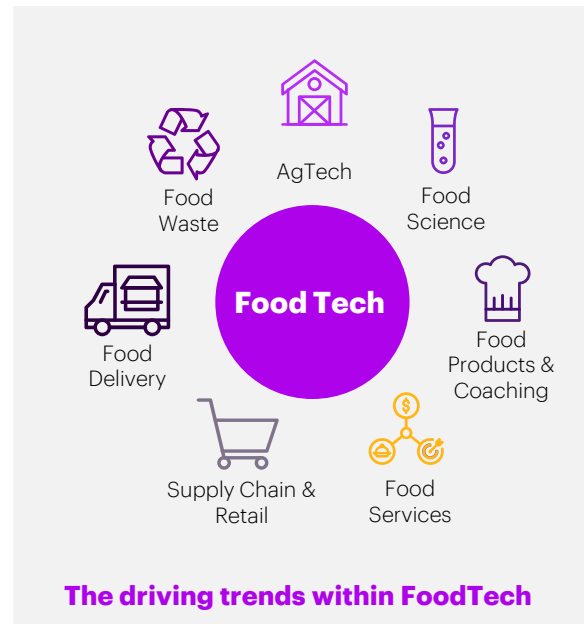 AgTech
Food
Science
Food
Products &
Coaching
Food
Services
Supply Chain &
Retail
Food
Delivery
Food
Waste
Food Tech
$
The driving trends within FoodTech